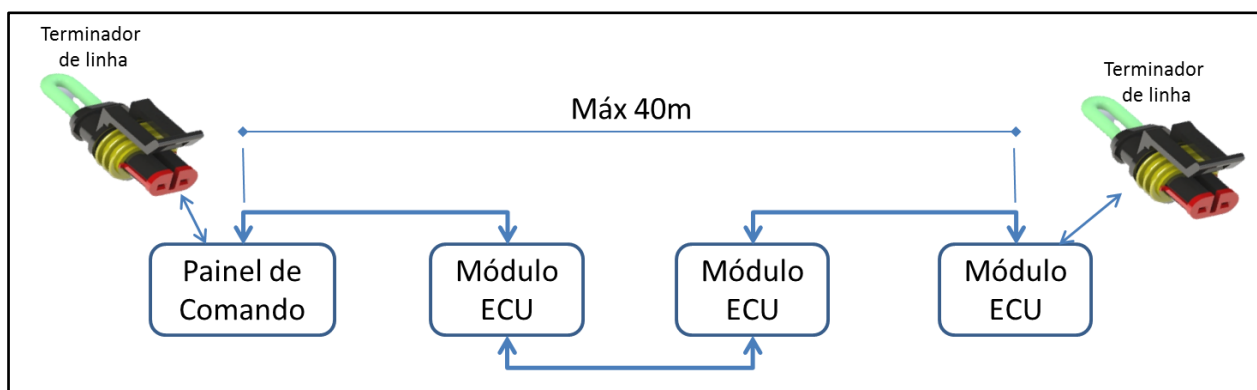 Terminador
de linha
Terminador
de linha
Máx 40m
Painel de
Comando
Módulo
ECU
Módulo
ECU
Módulo
ECU